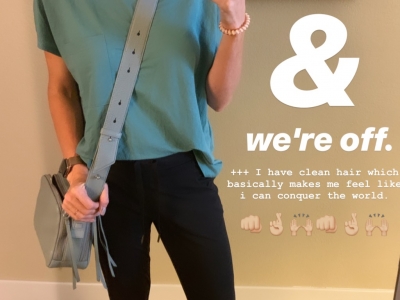 &
we're off.
+++ I have clean hair which
basically makes me feel like
i can conquer the world.
👊🏼🤞🏼🙌🏼👊🏼🤞🏼🙌🏼